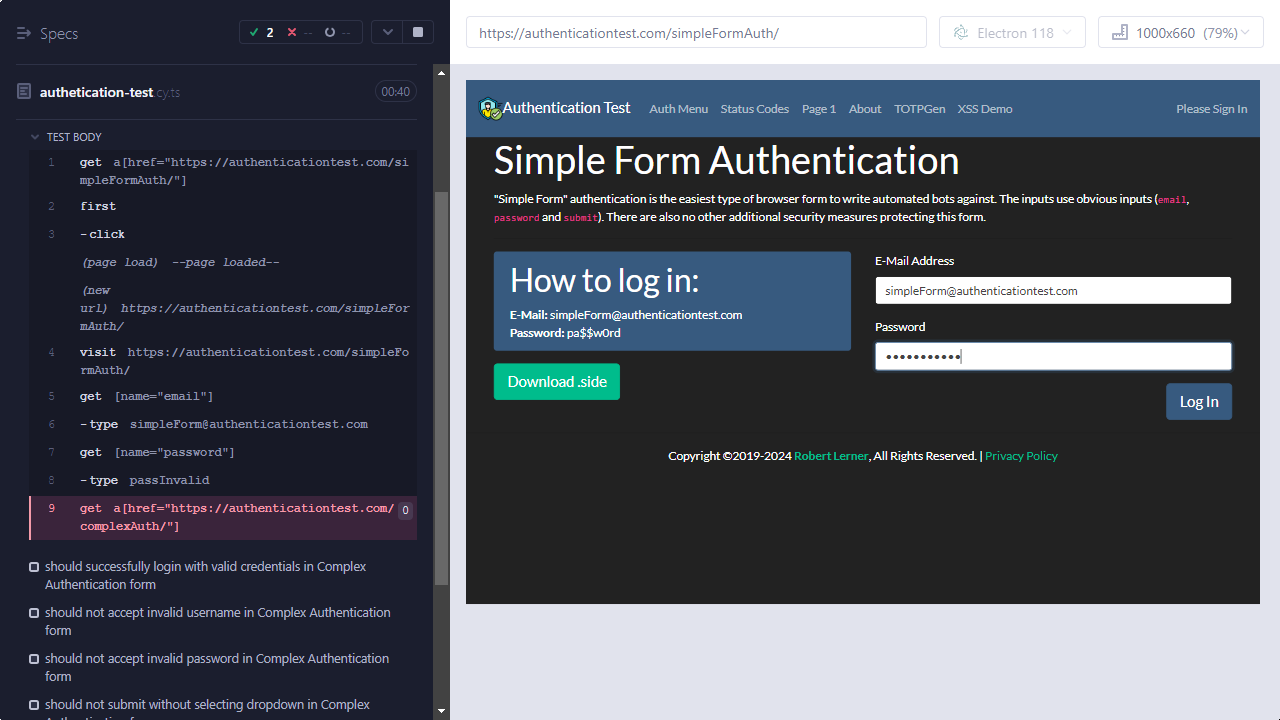 Specs
2 -- --
authetication-test.cy.ts 00:40
TEST BODY
1 get a[href="https://authenticationtest.com/si
mpleFormAuth/"]
2 first
3 -click
(page load) --page loaded--
(new
url) https://authenticationtest.com/simpleFor
mAuth/
4 visit https://authenticationtest.com/simpleFo
rmAuth/
5 get [name="email"]
6 -type simpleForm@authenticationtest.com
7 get [name="password"]
8 -type passInvalid
9 get a[href="https://authenticationtest.com/ 0
complexAuth/"]
should successfully login with valid credentials in Complex
Authentication form
should not accept invalid username in Complex Authentication
form
should not accept invalid password in Complex Authentication
form
should not submit without selecting dropdown in Complex
https://authenticationtest.com/simpleFormAuth/
Electron 118
1000x660 (79%)
Authentication Test Auth Menu Status Codes Page 1 About TOTPGen XSS Demo Please Sign In
Simple Form Authentication
"Simple Form" authentication is the easiest type of browser form to write automated bots against. The inputs use obvious inputs (email,
password and submit). There are also no other additional security measures protecting this form.
How to log in:
E-Mail: simpleForm@authenticationtest.com
Password: pa$$w0rd
Download .side
E-Mail Address
simpleForm@authenticationtest.com
Password
•••••••••••
Log In
Copyright ©2019-2024 Robert Lerner, All Rights Reserved. | Privacy Policy